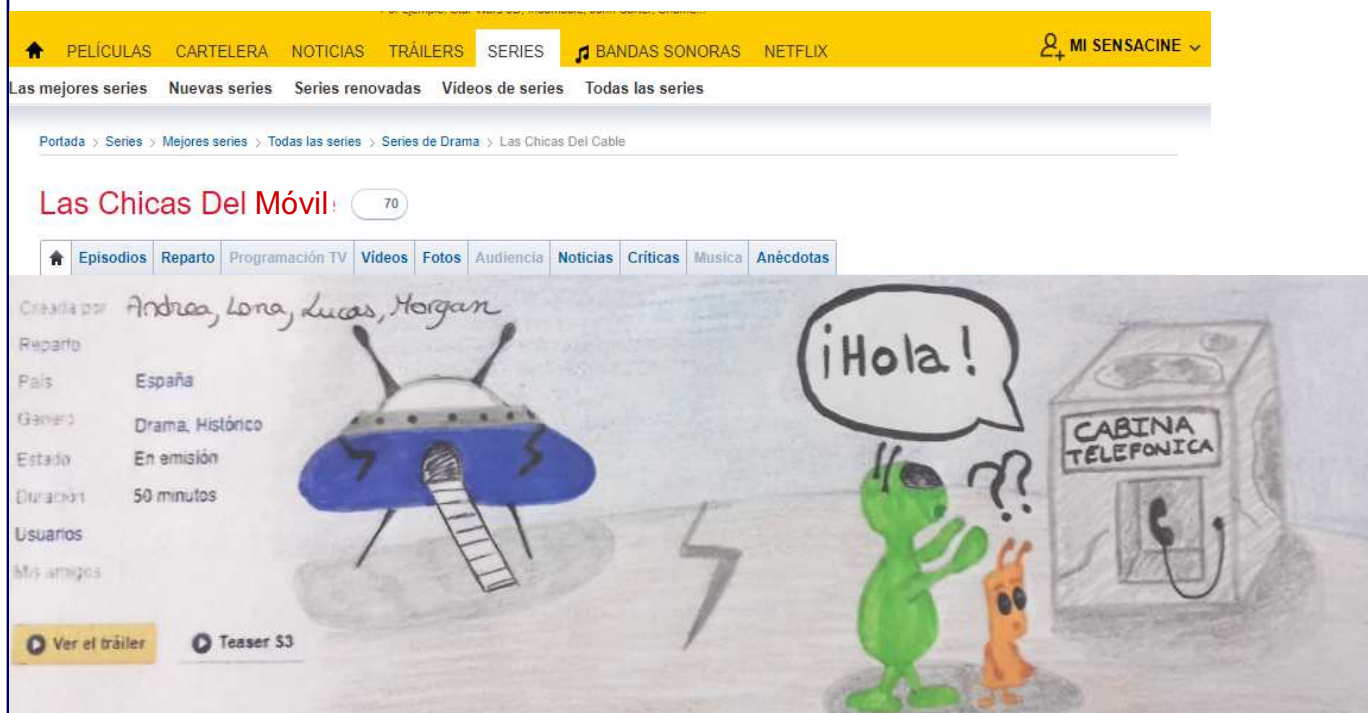 PELÍCULAS CARTELERA NOTICIAS TRÁILERS SERIES BANDAS SONORAS NETFLIX MI SENSACINE
Las mejores series Nuevas series Series renovadas Vídeos de series Todas las series
Portada > Series > Mejores series > Todas las series > Series de Drama > Las Chicas Del Cable
Las Chicas Del Móvil 70
Episodios Reparto Programación TV Vídeos Fotos Audiencia Noticias Críticas Musica Anécdotas
Creada por Andrea, Lona, Lucas, Morgan
Reparto
País España
Género Drama, Histórico
Estado En emisión
Duración 50 minutos
Usuarios
Mis amigos
Ver el tráiler Teaser S3
¡Hola!
??
CABINA
TELEFONICA